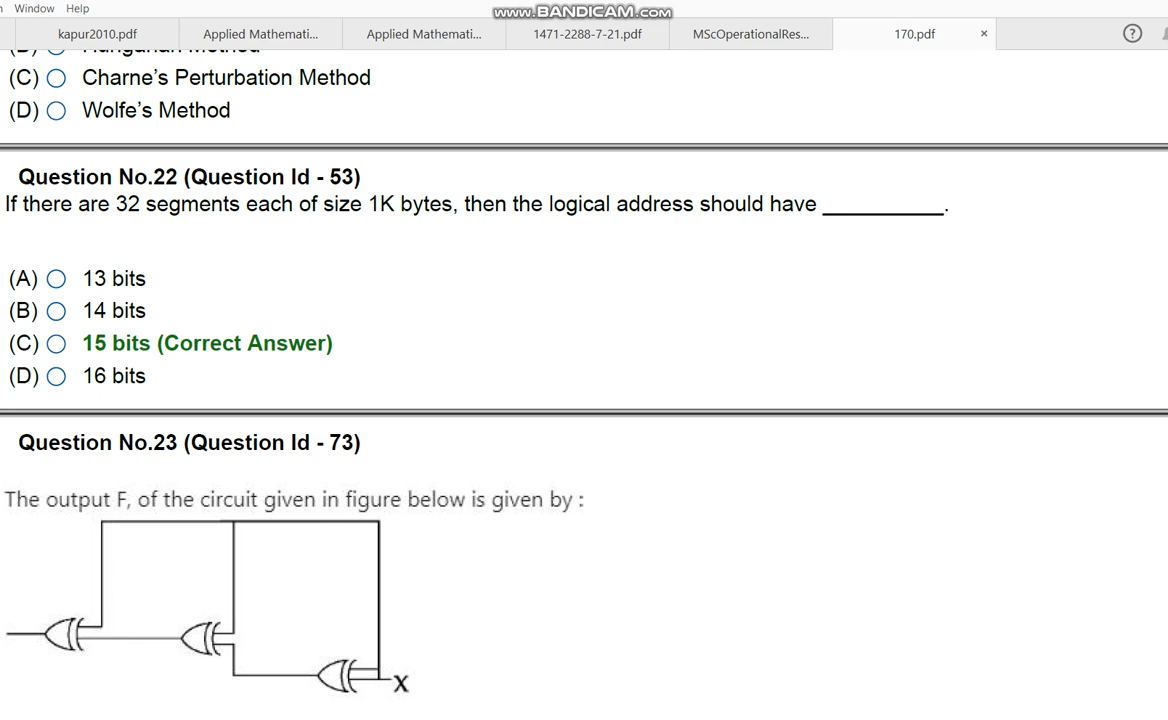 Window Help
www.BANDICAM.com
kapur2010.pdf Applied Mathemati... Applied Mathemati... 1471-2288-7-21.pdf MScOperationalRes... 170.pdf × ?
(C) Charne's Perturbation Method
(D) Wolfe's Method
Question No.22 (Question Id - 53)
If there are 32 segments each of size 1K bytes, then the logical address should have ___________.
(A) 13 bits
(B) 14 bits
(C) 15 bits (Correct Answer)
(D) 16 bits
Question No.23 (Question Id - 73)
The output F, of the circuit given in figure below is given by :
X